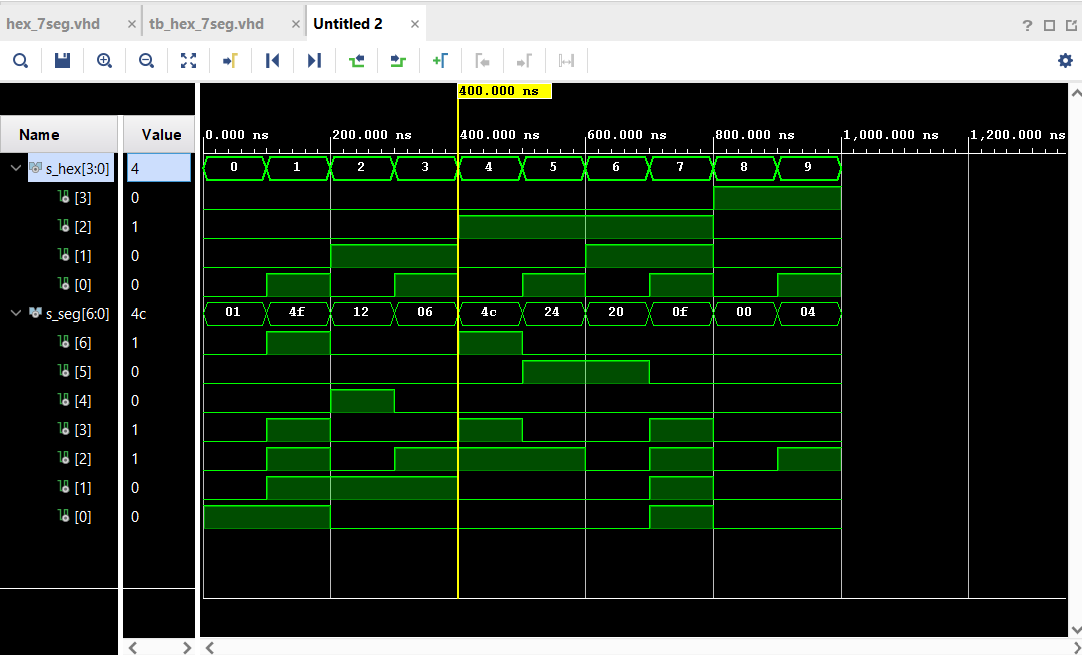 hex_7seg.vhd × tb_hex_7seg.vhd × Untitled 2 ×
?
400.000 ns
Name Value 0.000 ns 200.000 ns 400.000 ns 600.000 ns 800.000 ns 1,000.000 ns 1,200.000 ns
s_hex[3:0] 4 0 1 2 3 4 5 6 7 8 9
[3] 0
[2] 1
[1] 0
[0] 0
s_seg[6:0] 4c 01 4f 12 06 4c 24 20 0f 00 04
[6] 1
[5] 0
[4] 0
[3] 1
[2] 1
[1] 0
[0] 0